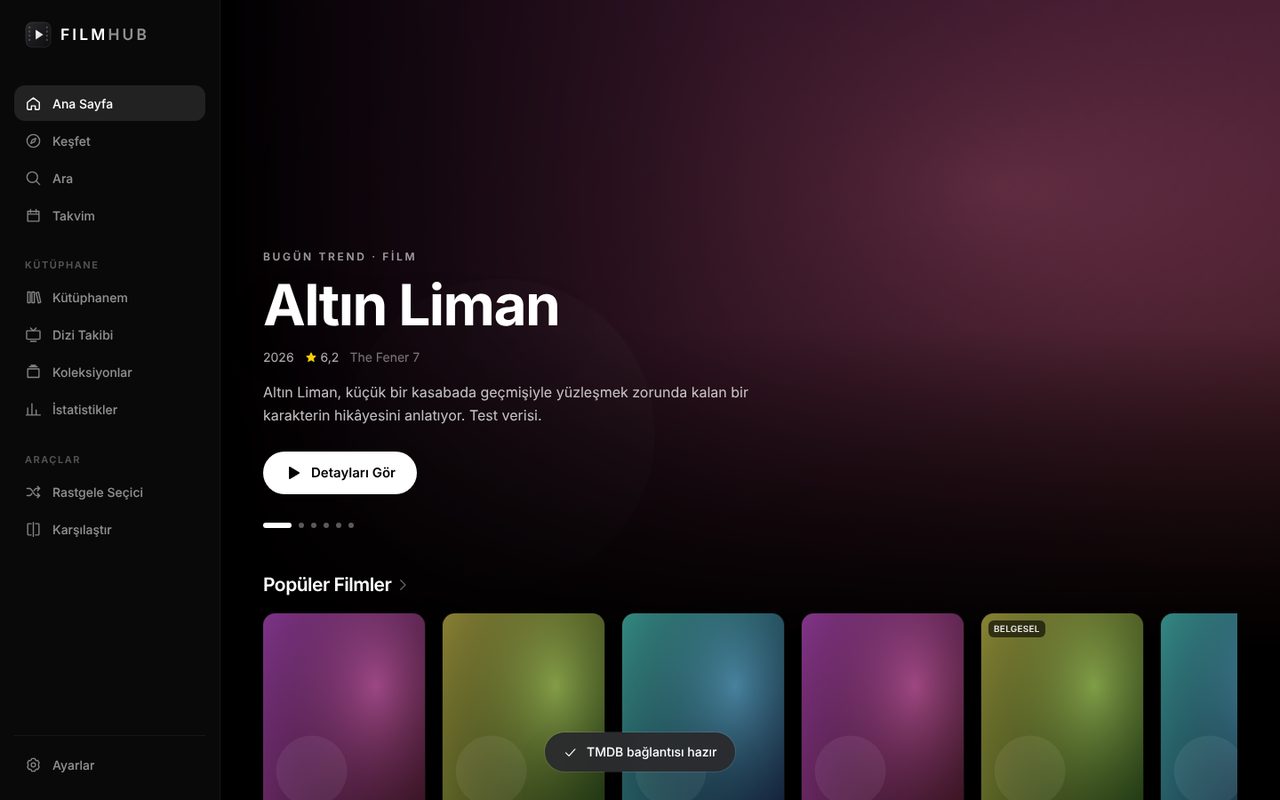 FILMHUB
Ana Sayfa
Keşfet
Ara
Takvim
KÜTÜPHANE
Kütüphanem
Dizi Takibi
Koleksiyonlar
İstatistikler
ARAÇLAR
Rastgele Seçici
Karşılaştır
Ayarlar
BUGÜN TREND · FİLM
Altın Liman
2026 6,2 The Fener 7
Altın Liman, küçük bir kasabada geçmişiyle yüzleşmek zorunda kalan bir
karakterin hikâyesini anlatıyor. Test verisi.
Detayları Gör
Popüler Filmler
BELGESEL
TMDB bağlantısı hazır